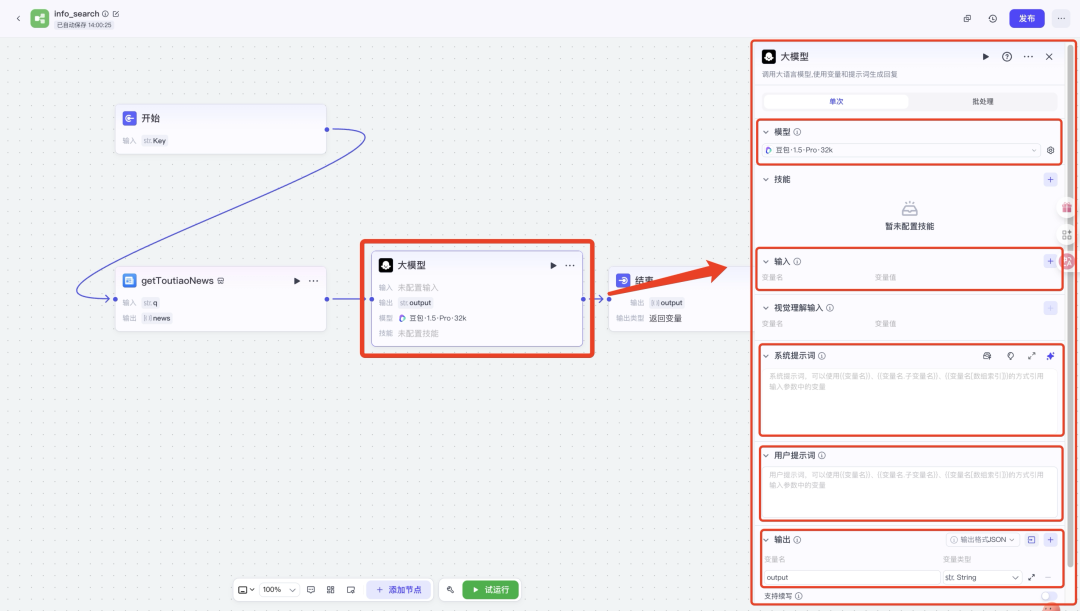 info_search
已自动保存 14:00:25
发布
开始
输入 str. Key
getToutiaoNews
输入 str. q
输出 [ ] news
大模型
输入 未配置输入
输出 str. output
模型 豆包·1.5·Pro·32k
技能 未配置技能
结束
输出 [ ] output
输出类型 返回变量
100%
添加节点
试运行
大模型
调用大语言模型,使用变量和提示词生成回复
单次 批处理
模型
豆包·1.5·Pro·32k
技能
暂未配置技能
输入
变量名 变量值
视觉理解输入
变量名 变量值
系统提示词
系统提示词，可以使用{{变量名}}、{{变量名.子变量名}}、{{变量名[数组索引]}}的方式引用
输入参数中的变量
用户提示词
用户提示词，可以使用{{变量名}}、{{变量名.子变量名}}、{{变量名[数组索引]}}的方式引用
输入参数中的变量
输出 输出格式JSON
变量名 变量类型
output str. String
支持续写